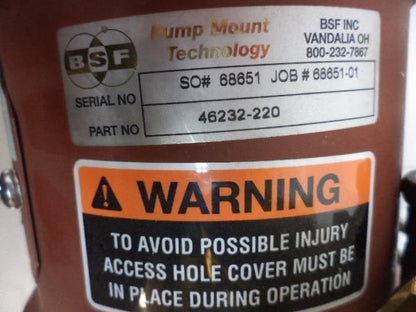 BSF
Pump Mount
Technology
BSF INC
VANDALIA OH
800-232-7867
SO# 68651 JOB # 68651-01
SERIAL NO
46232-220
PART NO
WARNING
TO AVOID POSSIBLE INJURY
ACCESS HOLE COVER MUST BE
IN PLACE DURING OPERATION